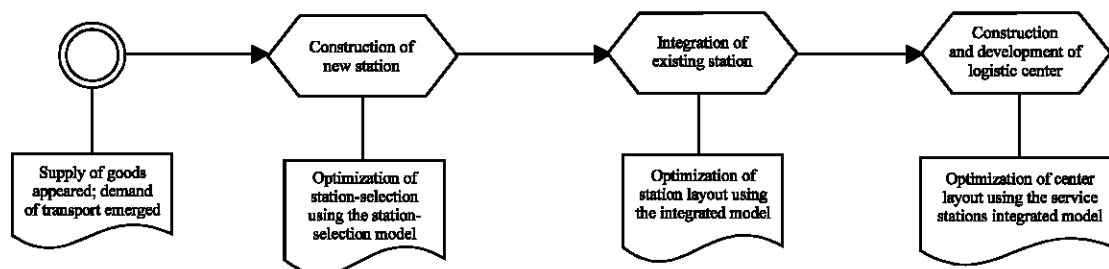 Construction of
new station
Integration of
existing station
Construction
and development of
logistic center
Supply of goods
appeared; demand
of transport emerged
Optimization of
station-selection
using the station-
selection model
Optimization of
station layout using
the integrated model
Optimization of center
layout using the service
stations integrated model